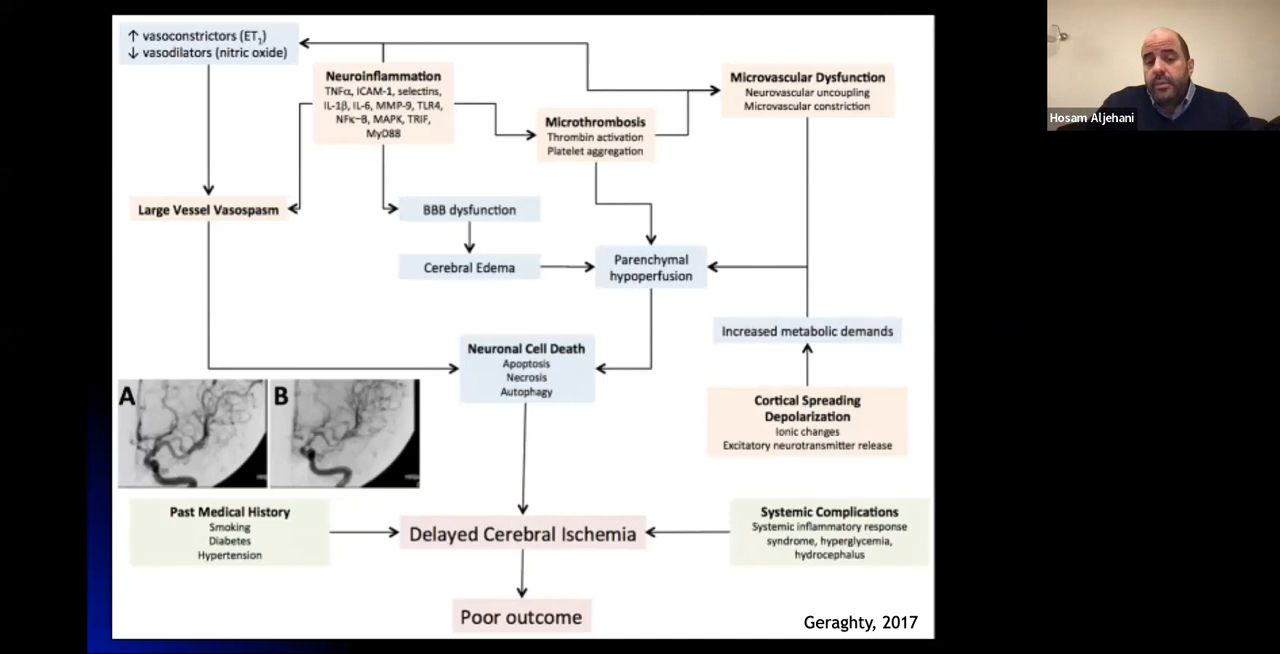 ↑ vasoconstrictors (ET₁)
↓ vasodilators (nitric oxide)
Neuroinflammation
TNFα, ICAM-1, selectins,
IL-1β, IL-6, MMP-9, TLR4,
NFκ-B, MAPK, TRIF,
MyD88
Microthrombosis
Thrombin activation
Platelet aggregation
Microvascular Dysfunction
Neurovascular uncoupling
Microvascular constriction
Hosam Aljehani
Large Vessel Vasospasm
BBB dysfunction
Cerebral Edema
Parenchymal
hypoperfusion
Increased metabolic demands
Neuronal Cell Death
Apoptosis
Necrosis
Autophagy
A
B
Cortical Spreading
Depolarization
Ionic changes
Excitatory neurotransmitter release
Past Medical History
Smoking
Diabetes
Hypertension
Delayed Cerebral Ischemia
Systemic Complications
Systemic inflammatory response
syndrome, hyperglycemia,
hydrocephalus
Poor outcome
Geraghty, 2017